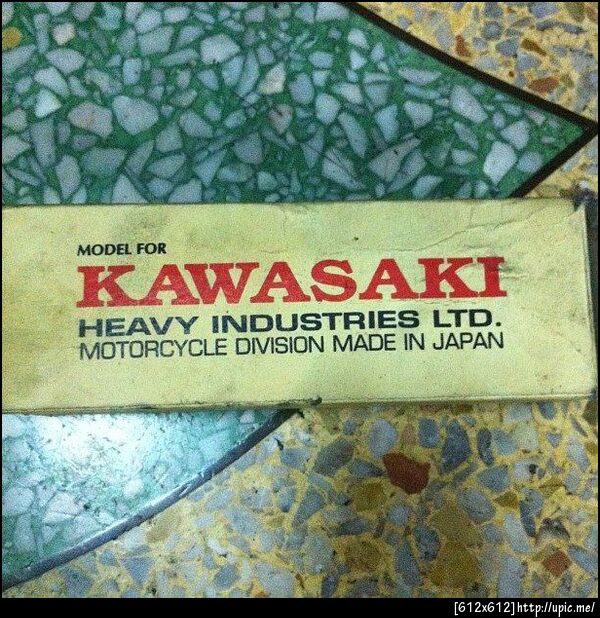 MODEL FOR
KAWASAKI
HEAVY INDUSTRIES LTD.
MOTORCYCLE DIVISION MADE IN JAPAN
[612x612]http://upic.me/